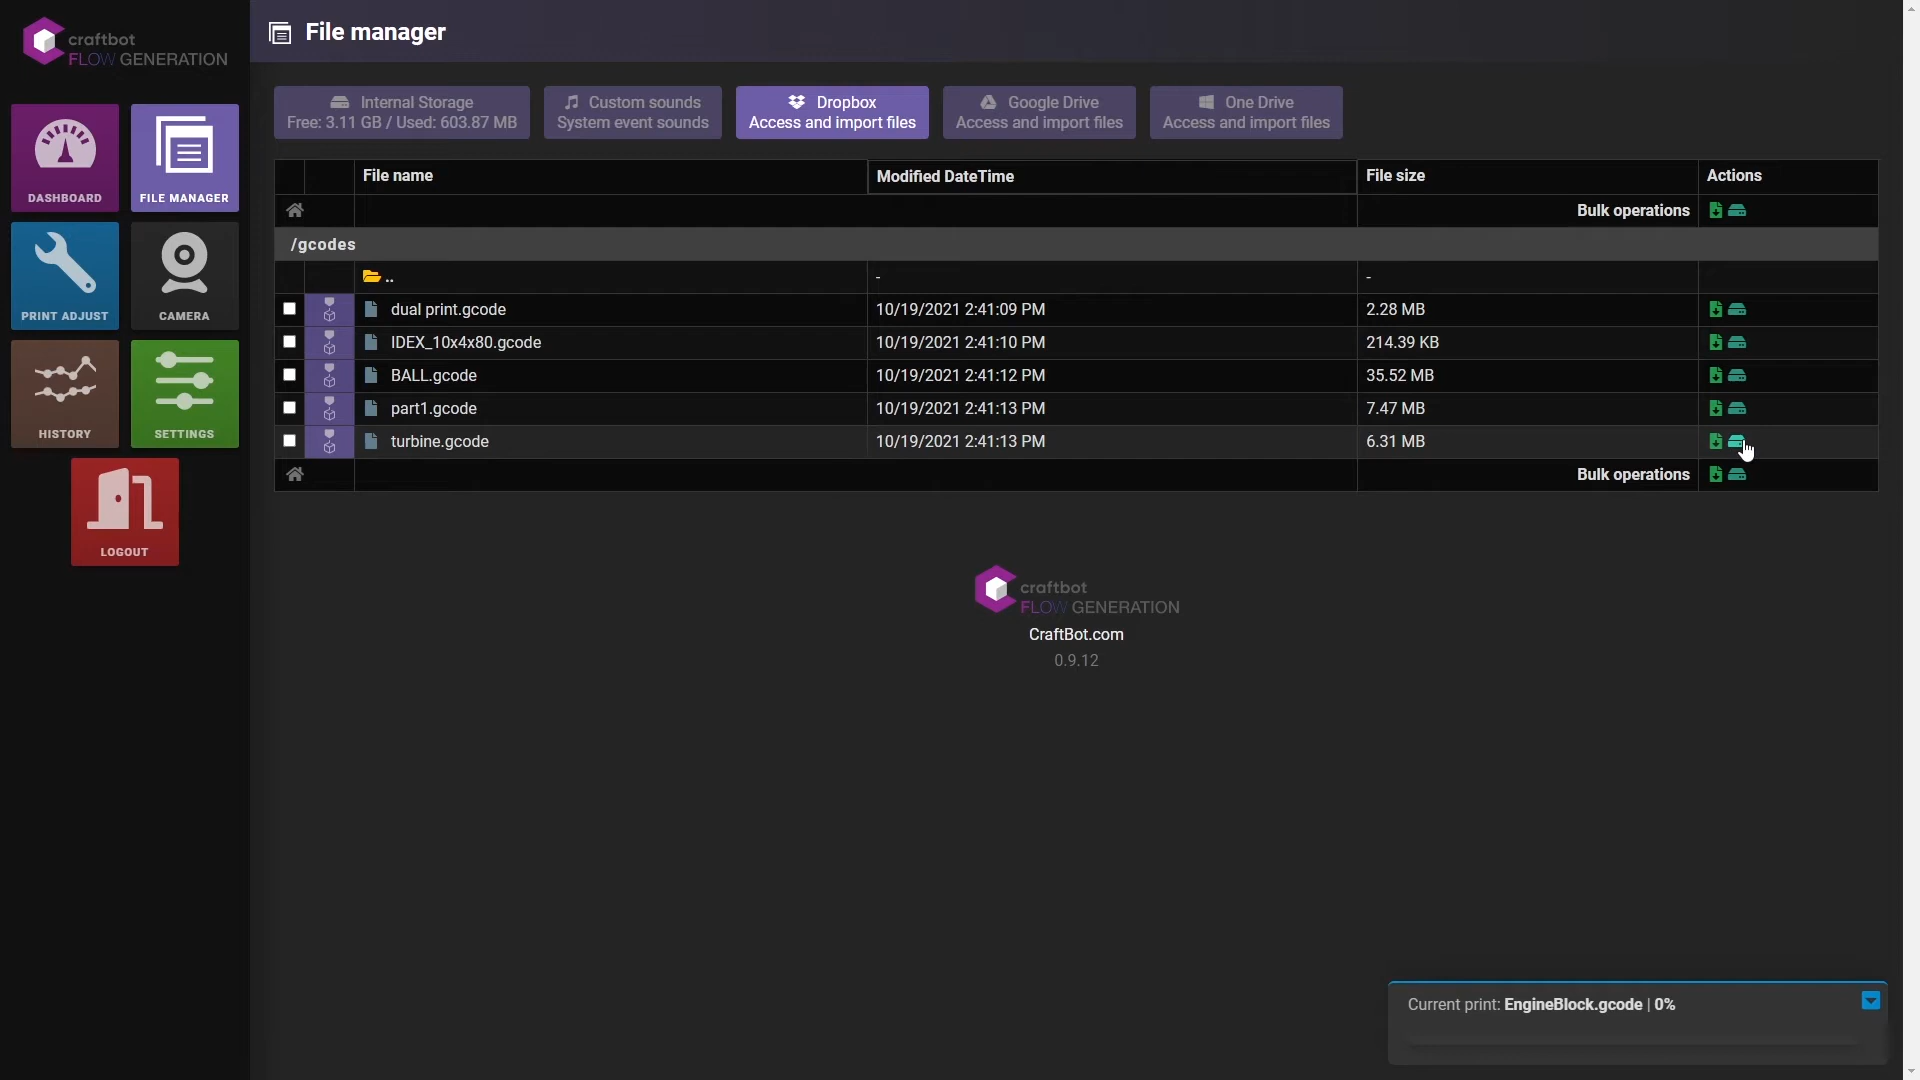 craftbot
FLOW GENERATION
File manager
DASHBOARD
FILE MANAGER
PRINT ADJUST
CAMERA
HISTORY
SETTINGS
LOGOUT
Internal Storage
Free: 3.11 GB / Used: 603.87 MB
Custom sounds
System event sounds
Dropbox
Access and import files
Google Drive
Access and import files
One Drive
Access and import files
File name Modified DateTime File size Actions
Bulk operations
/gcodes
.. - -
dual print.gcode 10/19/2021 2:41:09 PM 2.28 MB
IDEX_10x4x80.gcode 10/19/2021 2:41:10 PM 214.39 KB
BALL.gcode 10/19/2021 2:41:12 PM 35.52 MB
part1.gcode 10/19/2021 2:41:13 PM 7.47 MB
turbine.gcode 10/19/2021 2:41:13 PM 6.31 MB
Bulk operations
craftbot
FLOW GENERATION
CraftBot.com
0.9.12
Current print: EngineBlock.gcode | 0%